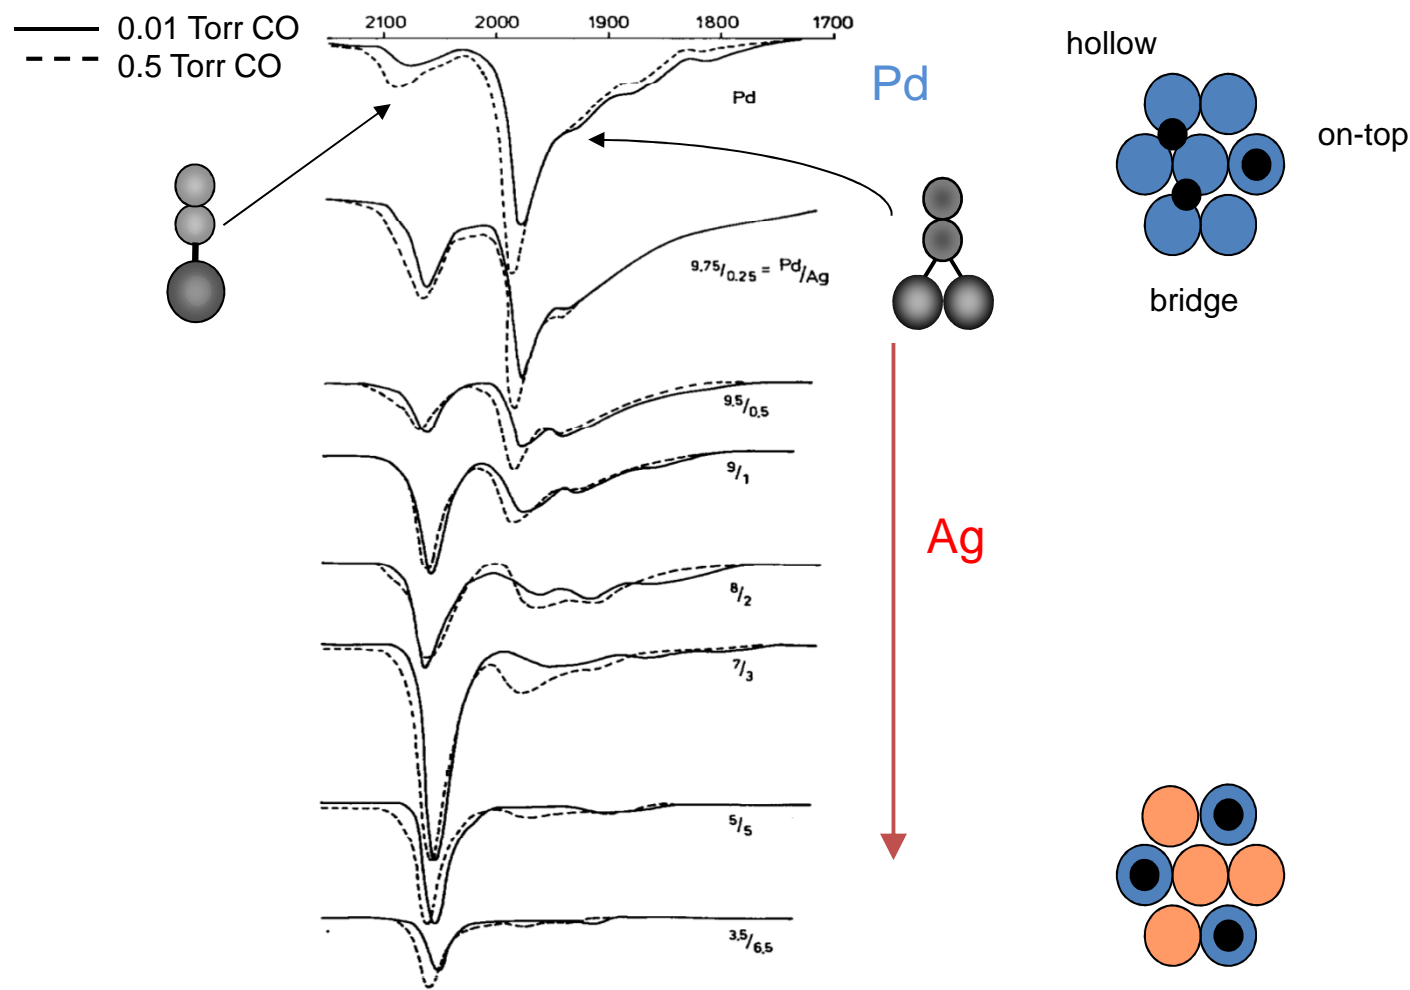 2100 2000 1900 1800 1700
0.01 Torr CO
0.5 Torr CO
hollow
Pd
Pd
on-top
9.75/0.25 = Pd/Ag
bridge
9.5/0.5
9/1
Ag
8/2
7/3
5/5
3.5/6.5